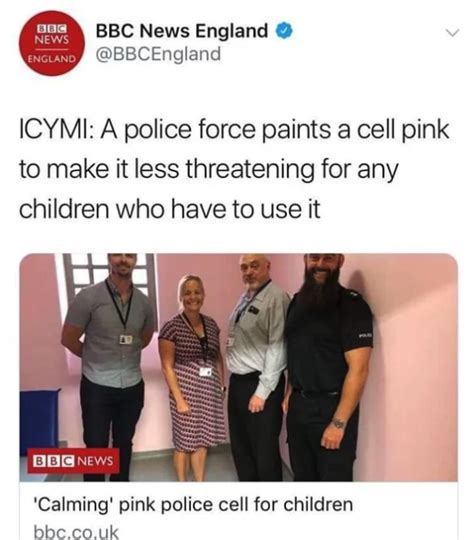 BBC
NEWS
ENGLAND
BBC News England
@BBCEngland
ICYMI: A police force paints a cell pink
to make it less threatening for any
children who have to use it
POLICE
BBC NEWS
'Calming' pink police cell for children
bbc.co.uk